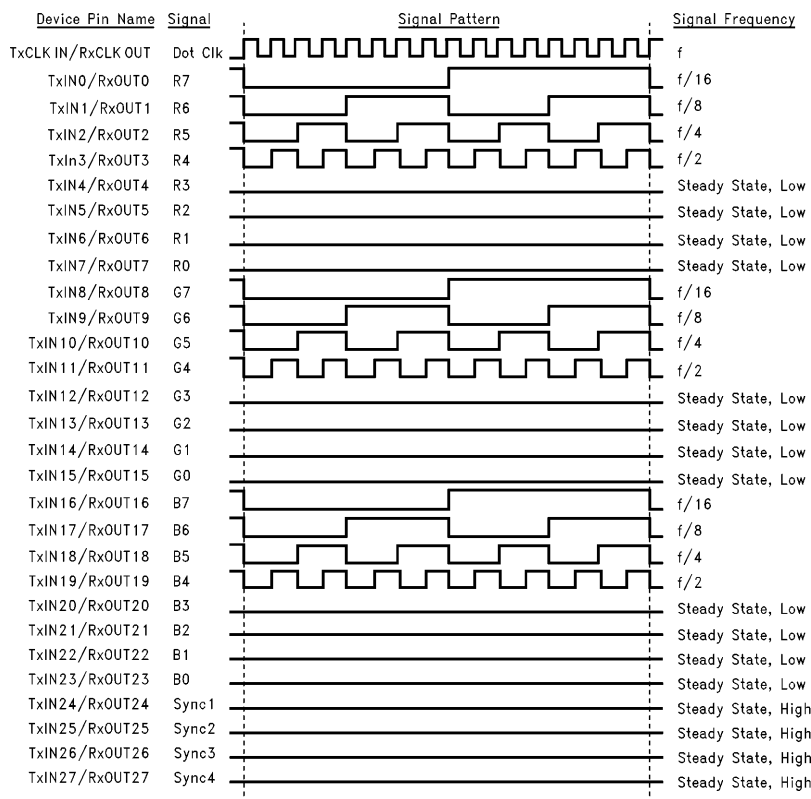 Device Pin Name Signal Signal Pattern Signal Frequency
TxCLK IN/RxCLK OUT Dot Clk f
TxIN0/RxOUT0 R7 f/16
TxIN1/RxOUT1 R6 f/8
TxIN2/RxOUT2 R5 f/4
TxIn3/RxOUT3 R4 f/2
TxIN4/RxOUT4 R3 Steady State, Low
TxIN5/RxOUT5 R2 Steady State, Low
TxIN6/RxOUT6 R1 Steady State, Low
TxIN7/RxOUT7 R0 Steady State, Low
TxIN8/RxOUT8 G7 f/16
TxIN9/RxOUT9 G6 f/8
TxIN10/RxOUT10 G5 f/4
TxIN11/RxOUT11 G4 f/2
TxIN12/RxOUT12 G3 Steady State, Low
TxIN13/RxOUT13 G2 Steady State, Low
TxIN14/RxOUT14 G1 Steady State, Low
TxIN15/RxOUT15 G0 Steady State, Low
TxIN16/RxOUT16 B7 f/16
TxIN17/RxOUT17 B6 f/8
TxIN18/RxOUT18 B5 f/4
TxIN19/RxOUT19 B4 f/2
TxIN20/RxOUT20 B3 Steady State, Low
TxIN21/RxOUT21 B2 Steady State, Low
TxIN22/RxOUT22 B1 Steady State, Low
TxIN23/RxOUT23 B0 Steady State, Low
TxIN24/RxOUT24 Sync1 Steady State, High
TxIN25/RxOUT25 Sync2 Steady State, High
TxIN26/RxOUT26 Sync3 Steady State, High
TxIN27/RxOUT27 Sync4 Steady State, High